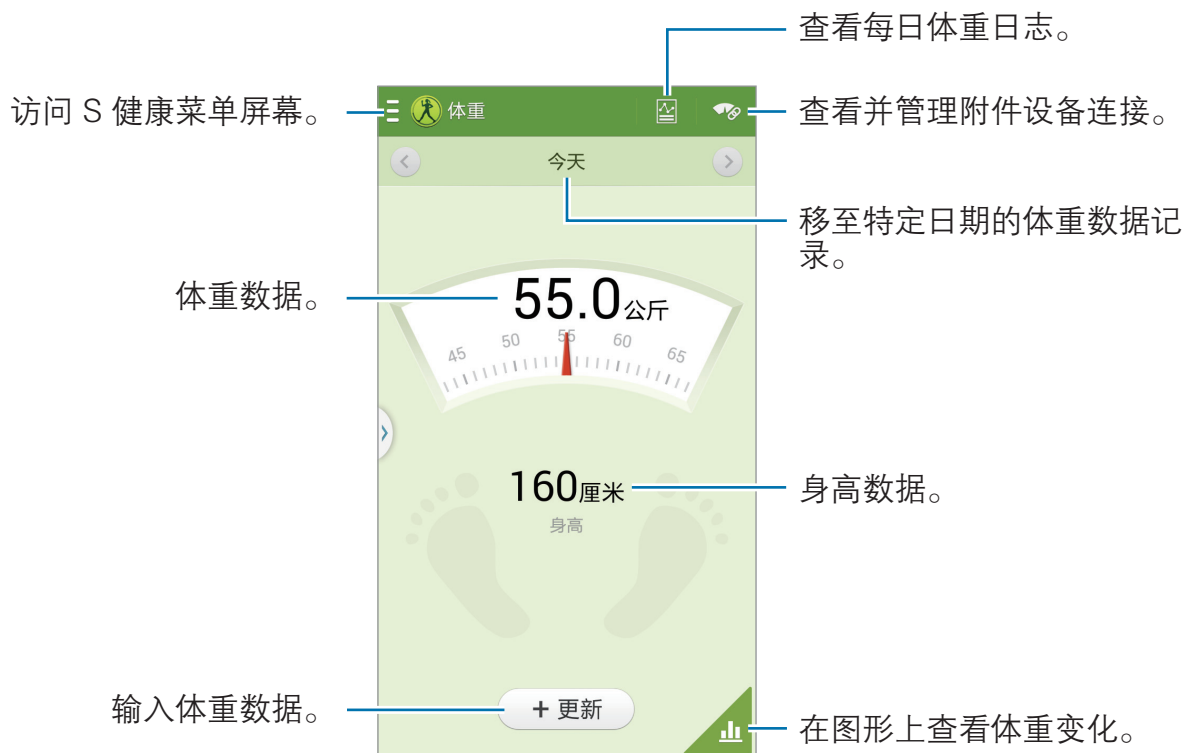 查看每日体重日志。
访问 S 健康菜单屏幕。
体重
查看并管理附件设备连接。
今天
移至特定日期的体重数据记
录。
体重数据。
55.0公斤
45 50 55 60 65
160厘米
身高数据。
身高
输入体重数据。
+ 更新
在图形上查看体重变化。